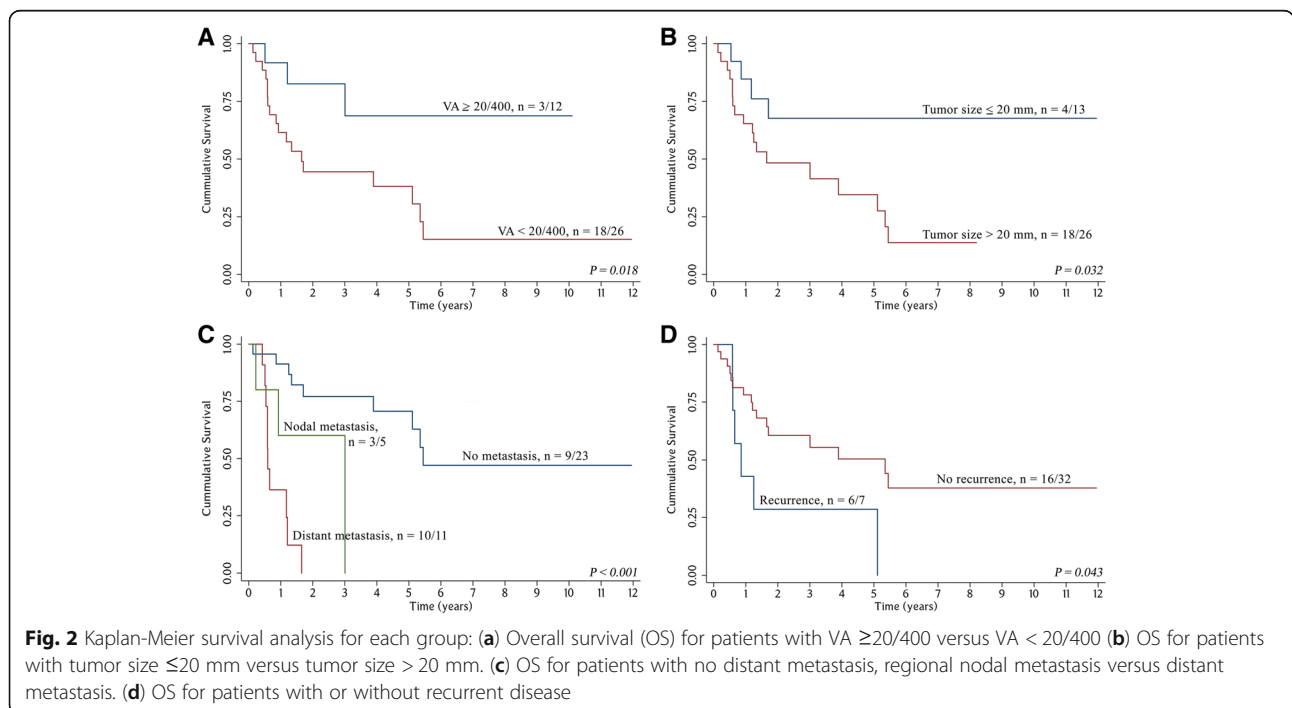 A
Cummulative Survival
1.00
0.75
0.50
0.25
0.00
VA ≥ 20/400, n = 3/12
VA < 20/400, n = 18/26
P = 0.018
0 1 2 3 4 5 6 7 8 9 10 11 12
Time (years)
B
Cummulative Survival
1.00
0.75
0.50
0.25
0.00
Tumor size ≤ 20 mm, n = 4/13
Tumor size > 20 mm, n = 18/26
P = 0.032
0 1 2 3 4 5 6 7 8 9 10 11 12
Time (years)
C
Cummulative Survival
1.00
0.75
0.50
0.25
0.00
Nodal metastasis,
n = 3/5
No metastasis, n = 9/23
Distant metastasis, n = 10/11
P < 0.001
0 1 2 3 4 5 6 7 8 9 10 11 12
Time (years)
D
Cummulative Survival
1.00
0.75
0.50
0.25
0.00
No recurrence, n = 16/32
Recurrence, n = 6/7
P = 0.043
0 1 2 3 4 5 6 7 8 9 10 11 12
Time (years)
Fig. 2 Kaplan-Meier survival analysis for each group: (a) Overall survival (OS) for patients with VA ≥20/400 versus VA < 20/400 (b) OS for patients
with tumor size ≤20 mm versus tumor size > 20 mm. (c) OS for patients with no distant metastasis, regional nodal metastasis versus distant
metastasis. (d) OS for patients with or without recurrent disease